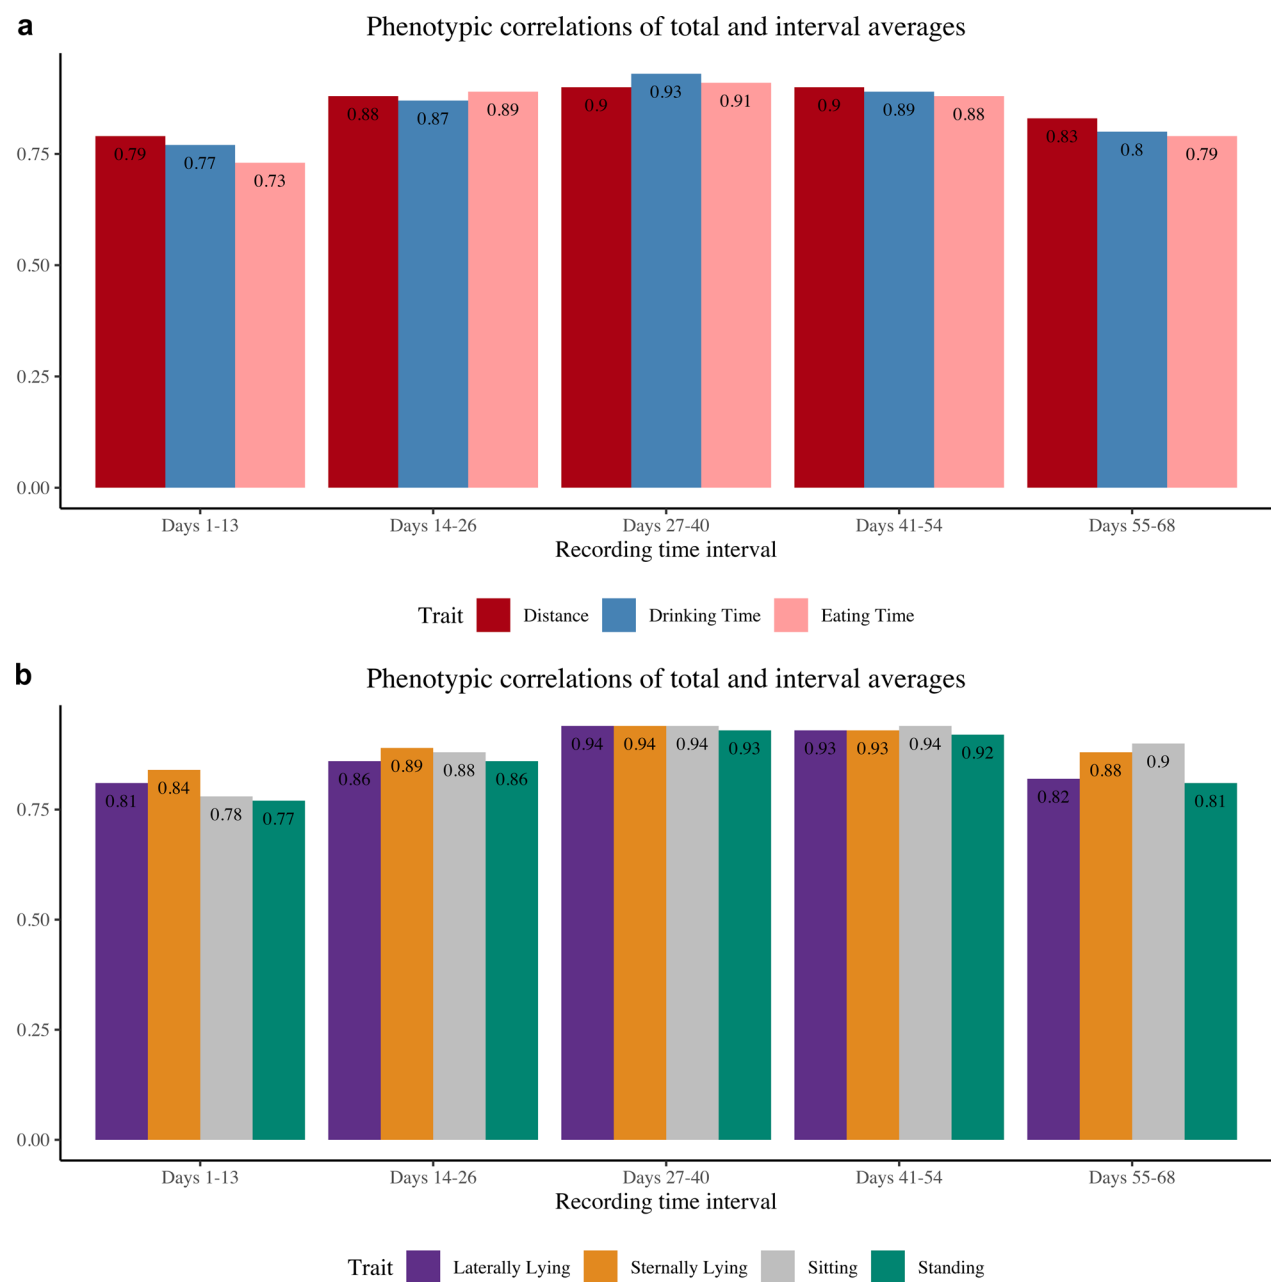 a
Phenotypic correlations of total and interval averages
0.75
0.50
0.25
0.00
0.79 0.77 0.73
0.88 0.87 0.89
0.9 0.93 0.91
0.9 0.89 0.88
0.83 0.8 0.79
Days 1-13 Days 14-26 Days 27-40 Days 41-54 Days 55-68
Recording time interval
Trait Distance Drinking Time Eating Time
b
Phenotypic correlations of total and interval averages
0.75
0.50
0.25
0.00
0.81 0.84 0.78 0.77
0.86 0.89 0.88 0.86
0.94 0.94 0.94 0.93
0.93 0.93 0.94 0.92
0.82 0.88 0.9 0.81
Days 1-13 Days 14-26 Days 27-40 Days 41-54 Days 55-68
Recording time interval
Trait Laterally Lying Sternally Lying Sitting Standing